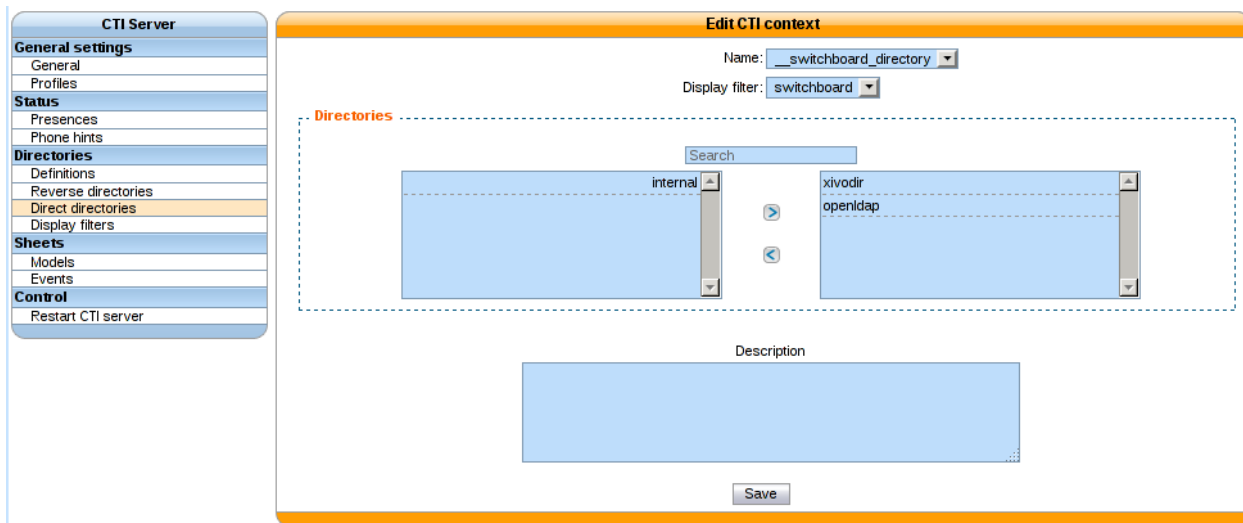 CTI Server
General settings
General
Profiles
Status
Presences
Phone hints
Directories
Definitions
Reverse directories
Direct directories
Display filters
Sheets
Models
Events
Control
Restart CTI server
Edit CTI context
Name: __switchboard_directory
Display filter: switchboard
Directories
Search
internal
xivodir
openldap
Description
Save